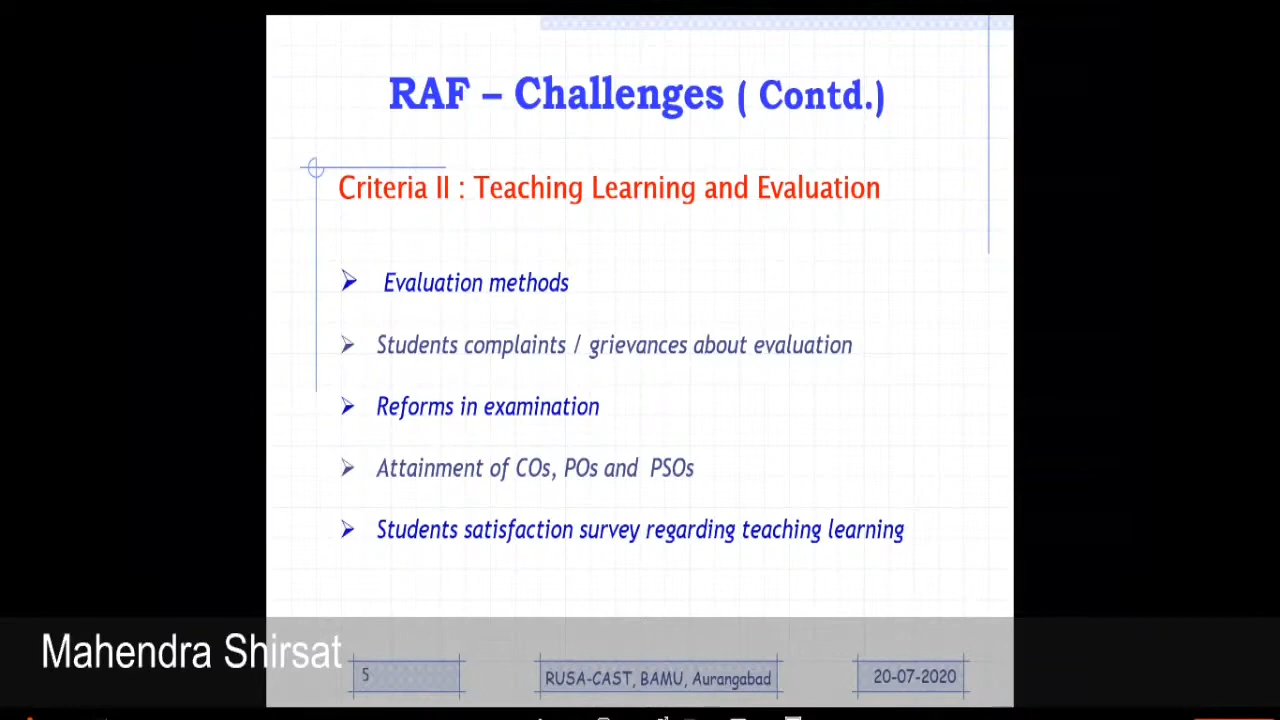 RAF – Challenges ( Contd.)
Criteria II : Teaching Learning and Evaluation
Evaluation methods
Students complaints / grievances about evaluation
Reforms in examination
Attainment of COs, POs and PSOs
Students satisfaction survey regarding teaching learning
Mahendra Shirsat
5
RUSA-CAST, BAMU, Aurangabad
20-07-2020